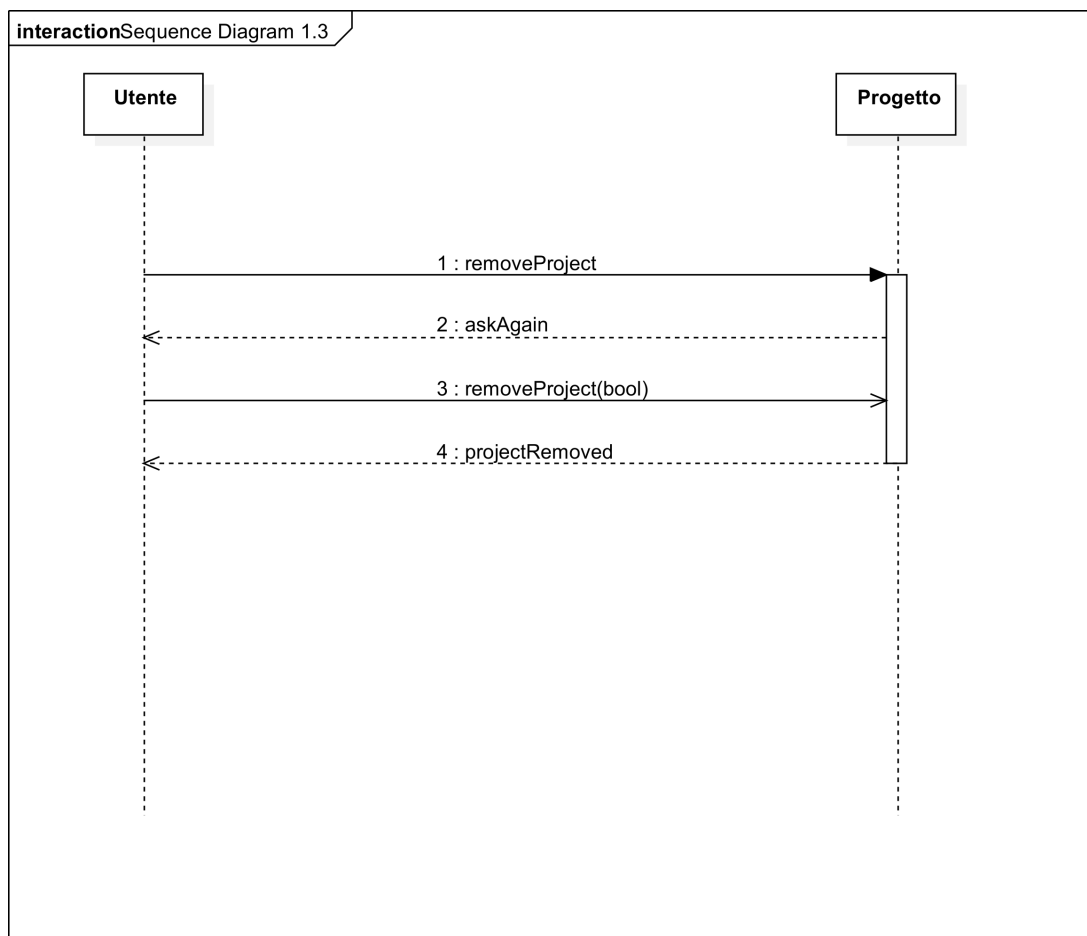 interactionSequence Diagram 1.3
Utente
Progetto
1 : removeProject
2 : askAgain
3 : removeProject(bool)
4 : projectRemoved